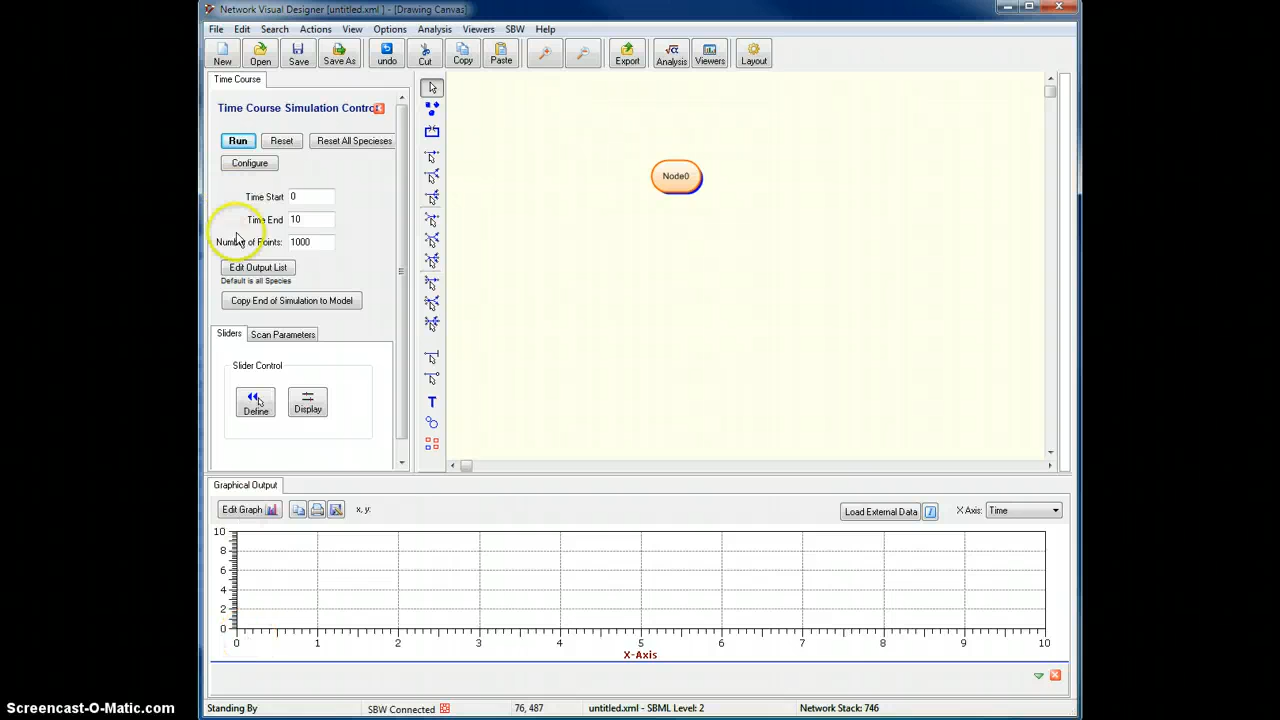 Network Visual Designer [untitled.xml ] - [Drawing Canvas]
File Edit Search Actions View Options Analysis Viewers SBW Help
New Open Save Save As undo Cut Copy Paste Export Analysis Viewers Layout
Time Course
Time Course Simulation Control
Run Reset Reset All Specieses
Configure
Time Start 0
Time End 10
Number of Points: 1000
Edit Output List
Default is all Species
Copy End of Simulation to Model
Sliders Scan Parameters
Slider Control
Define Display
T
Node0
Graphical Output
Edit Graph x, y: Load External Data X Axis: Time
10
8
6
4
2
0
0 1 2 3 4 5 6 7 8 9 10
X-Axis
Standing By SBW Connected 76, 487 untitled.xml - SBML Level: 2 Network Stack: 746
Screencast-O-Matic.com